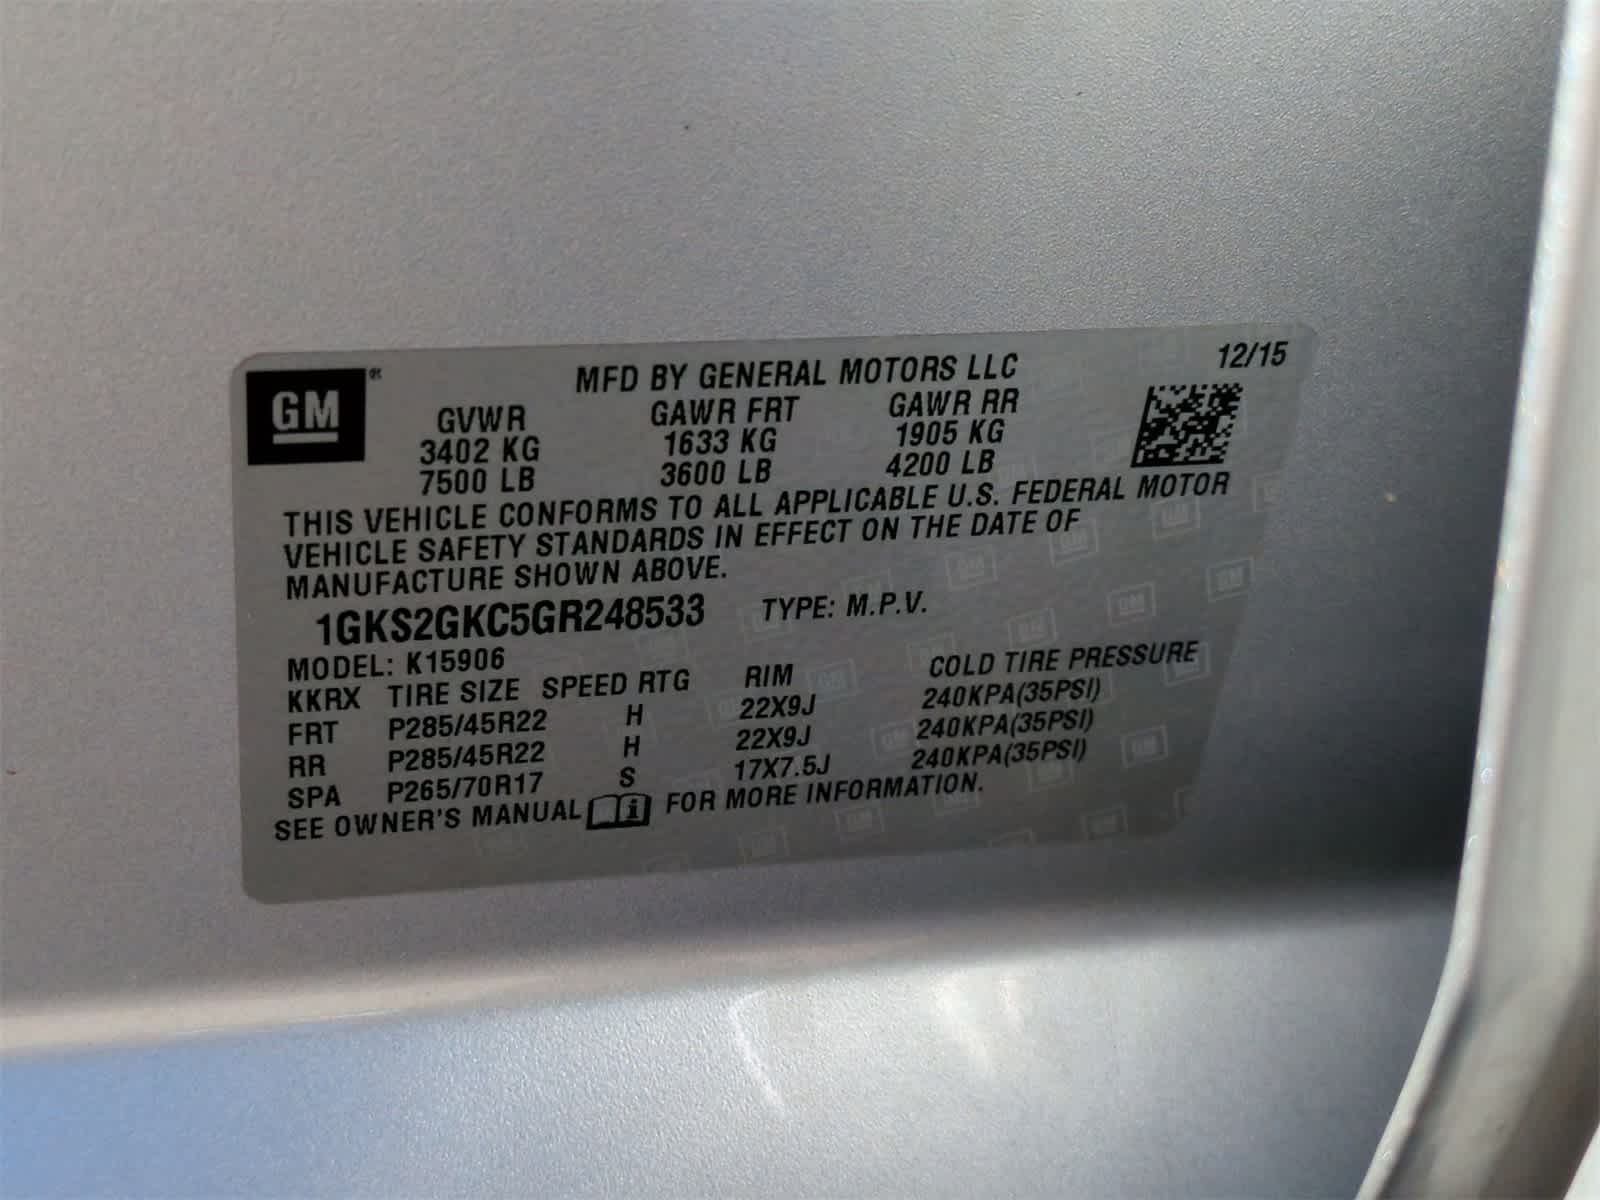 GM
MFD BY GENERAL MOTORS LLC 12/15
GVWR GAWR FRT GAWR RR
3402 KG 1633 KG 1905 KG
7500 LB 3600 LB 4200 LB
THIS VEHICLE CONFORMS TO ALL APPLICABLE U.S. FEDERAL MOTOR
VEHICLE SAFETY STANDARDS IN EFFECT ON THE DATE OF
MANUFACTURE SHOWN ABOVE.
1GKS2GKC5GR248533 TYPE: M.P.V.
MODEL: K15906
KKRX TIRE SIZE SPEED RTG RIM COLD TIRE PRESSURE
FRT P285/45R22 H 22X9J 240KPA(35PSI)
RR P285/45R22 H 22X9J 240KPA(35PSI)
SPA P265/70R17 S 17X7.5J 240KPA(35PSI)
SEE OWNER'S MANUAL i FOR MORE INFORMATION.